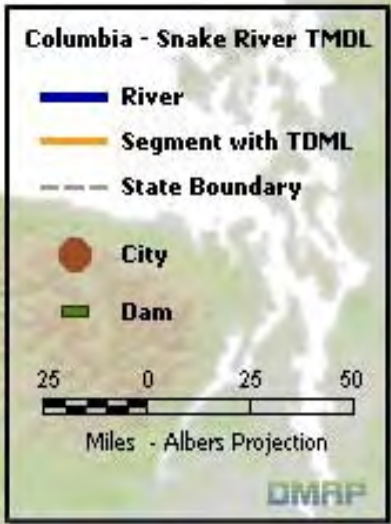 Columbia - Snake River TMDL
River
Segment with TDML
State Boundary
City
Dam
25 0 25 50
Miles - Albers Projection
DMAP